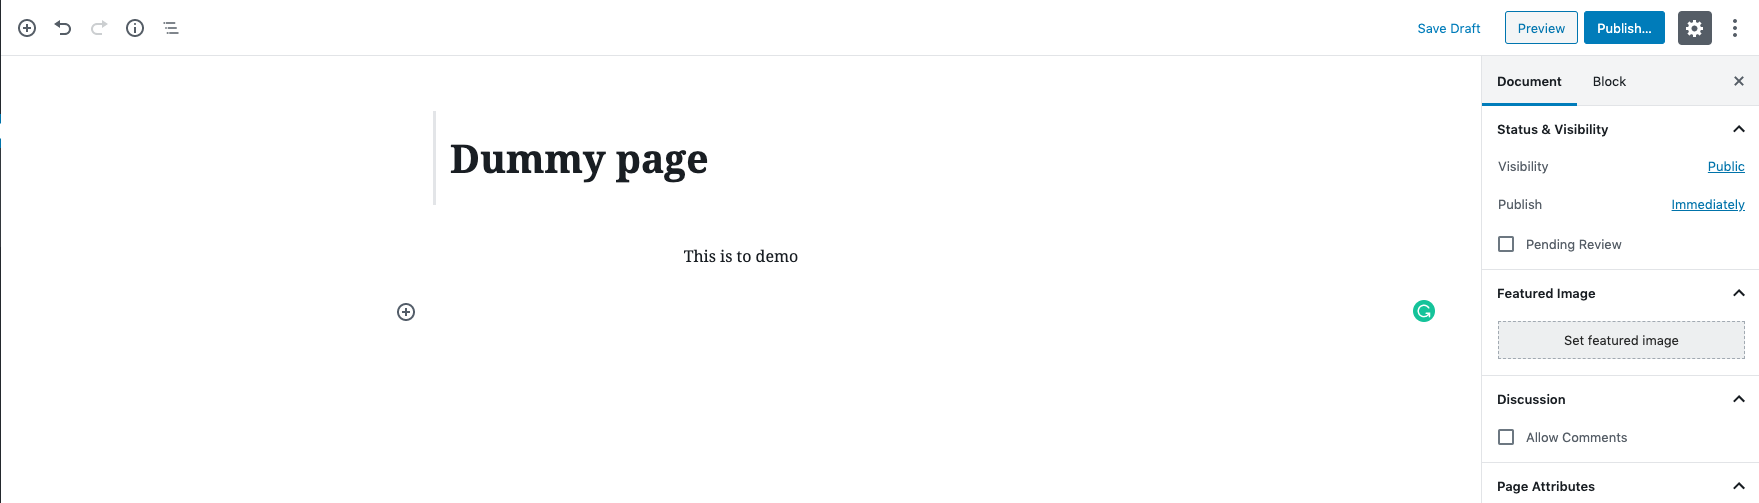 Save Draft
Preview
Publish...
Document
Block
Dummy page
This is to demo
Status & Visibility
Visibility
Public
Publish
Immediately
Pending Review
Featured Image
Set featured image
Discussion
Allow Comments
Page Attributes